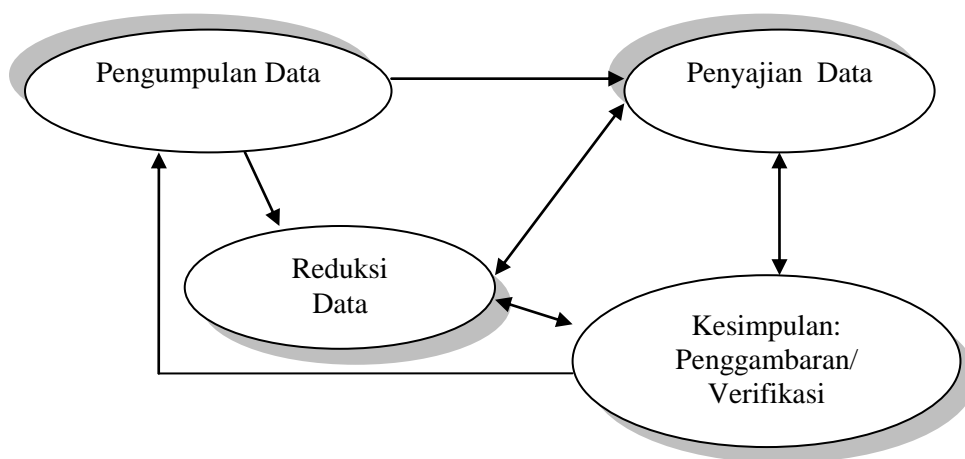 Pengumpulan Data
Penyajian Data
Reduksi
Data
Kesimpulan:
Penggambaran/
Verifikasi